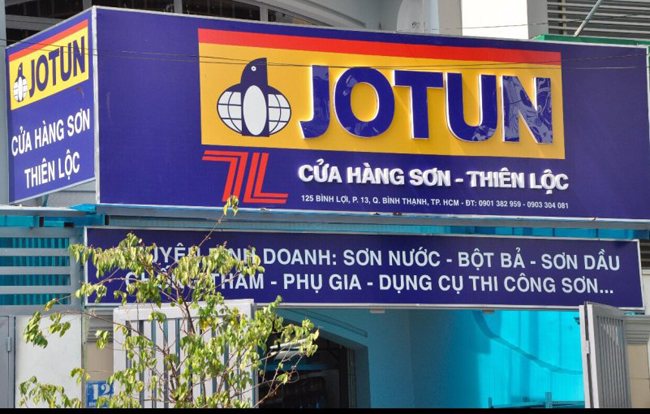 JOTUN
CỬA HÀNG SƠN
THIÊN LỘC
JOTUN
TL
CỬA HÀNG SƠN - THIÊN LỘC
125 BÌNH LỢI, P. 13, Q. BÌNH THẠNH, TP. HCM - ĐT: 0901 382 959 - 0903 304 081
DOANH: SƠN NƯỚC - BỘT BẢ - SƠN DẦU
THẤM - PHỤ GIA - DỤNG CỤ THI CÔNG SƠN...